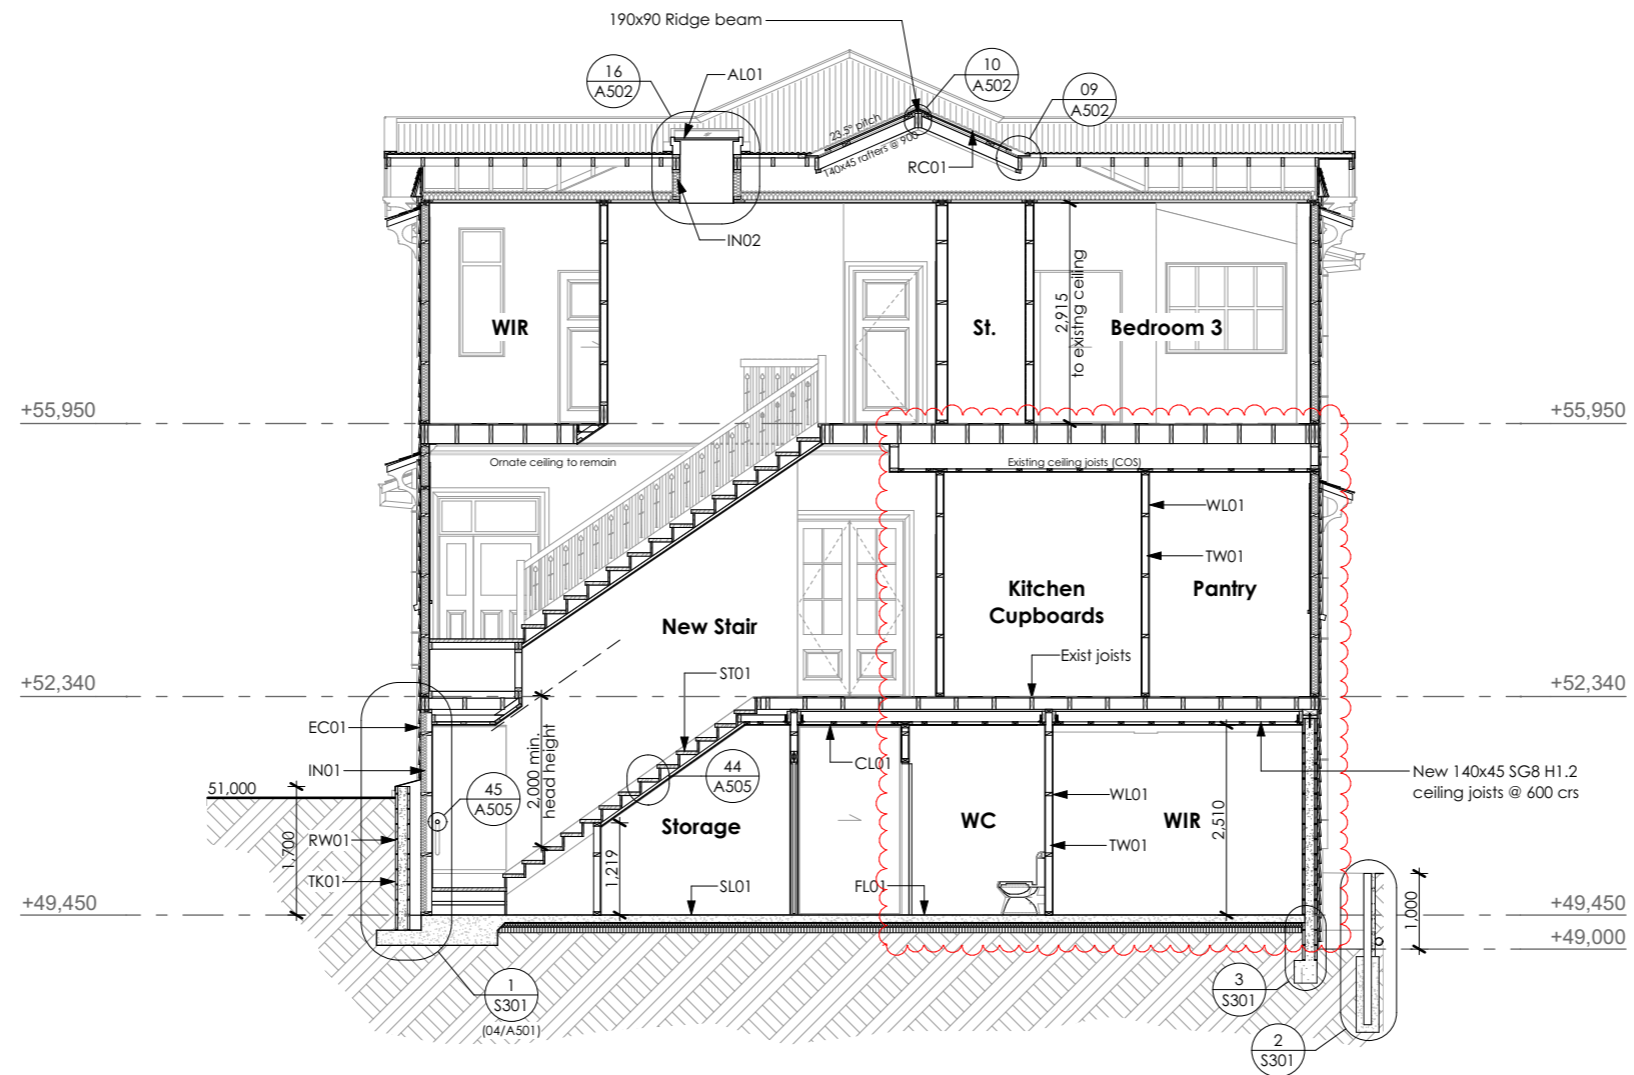 190x90 Ridge beam
16
A502
AL01
10
A502
09
A502
23.5° pitch
140x45 rafters @ 900
RC01
IN02
WIR
St.
2,915
to existing ceiling
Bedroom 3
+55,950
+55,950
Ornate ceiling to remain
Existing ceiling joists (COS)
WL01
TW01
Kitchen
Cupboards
Pantry
New Stair
Exist joists
ST01
+52,340
+52,340
EC01
IN01
2,000 min.
head height
45
A505
44
A505
CL01
New 140x45 SG8 H1.2
ceiling joists @ 600 crs
51,000
1,700
RW01
TK01
Storage
1,219
WC
WL01
TW01
WIR
2,510
SL01
FL01
+49,450
+49,450
1,000
+49,000
1
S301
(04/A501)
3
S301
2
S301